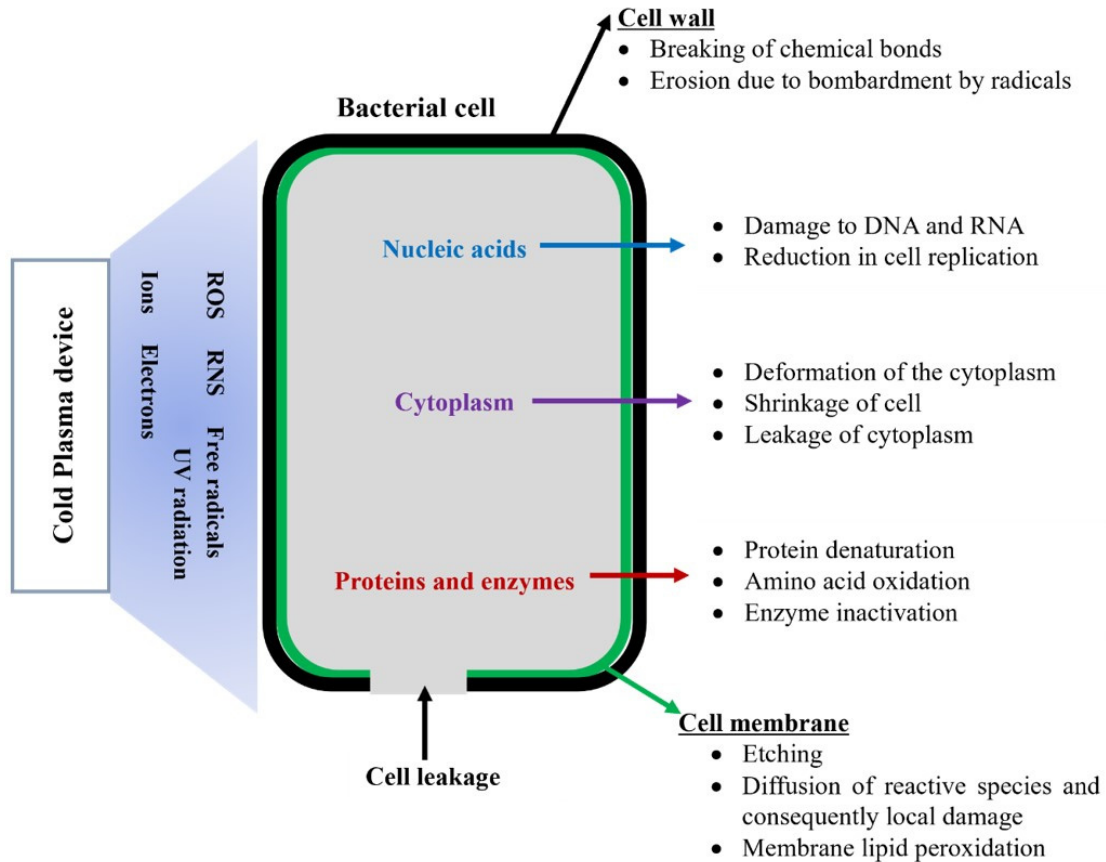 Cell wall
• Breaking of chemical bonds
• Erosion due to bombardment by radicals
Bacterial cell
Cold Plasma device
Ions Electrons
ROS RNS Free radicals
UV radiation
Nucleic acids
• Damage to DNA and RNA
• Reduction in cell replication
Cytoplasm
• Deformation of the cytoplasm
• Shrinkage of cell
• Leakage of cytoplasm
Proteins and enzymes
• Protein denaturation
• Amino acid oxidation
• Enzyme inactivation
Cell leakage
Cell membrane
• Etching
• Diffusion of reactive species and
consequently local damage
• Membrane lipid peroxidation